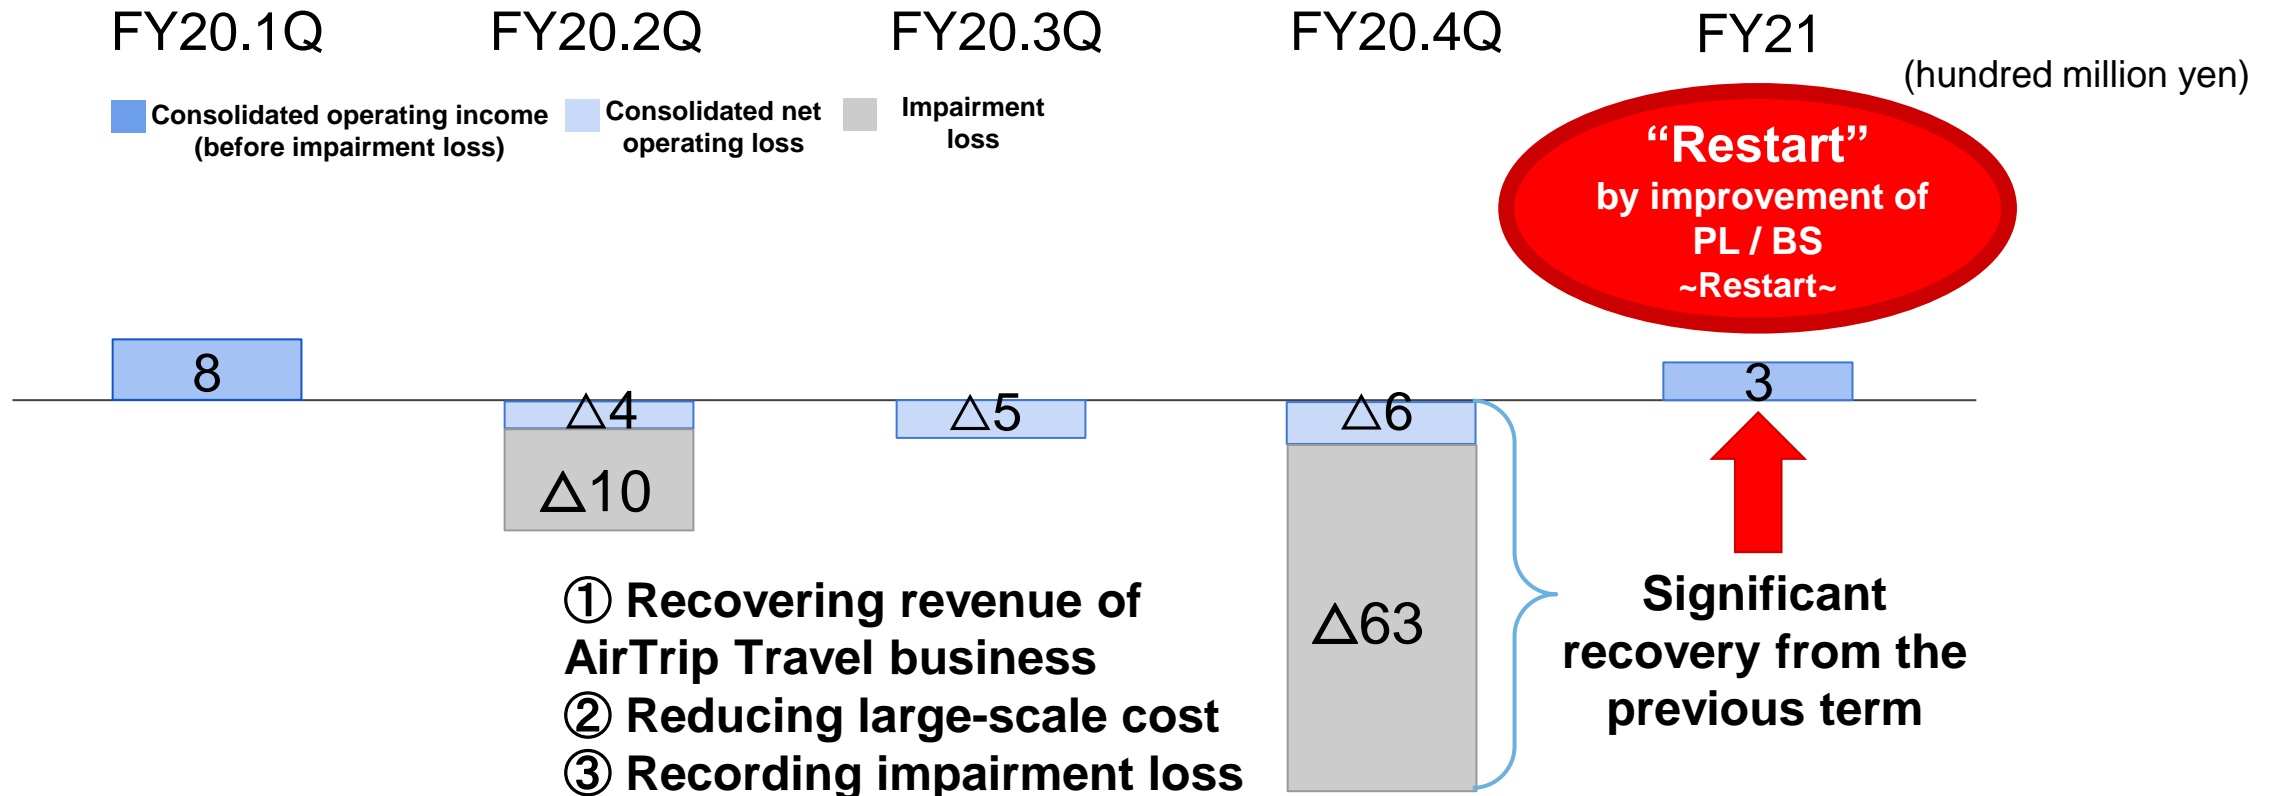 FY20.1Q FY20.2Q FY20.3Q FY20.4Q FY21
(hundred million yen)
Consolidated operating income
(before impairment loss)
Consolidated net
operating loss
Impairment
loss
“Restart”
by improvement of
PL / BS
~Restart~
8
△4
△10
△5
△6
△63
3
① Recovering revenue of
AirTrip Travel business
② Reducing large-scale cost
③ Recording impairment loss
Significant
recovery from the
previous term